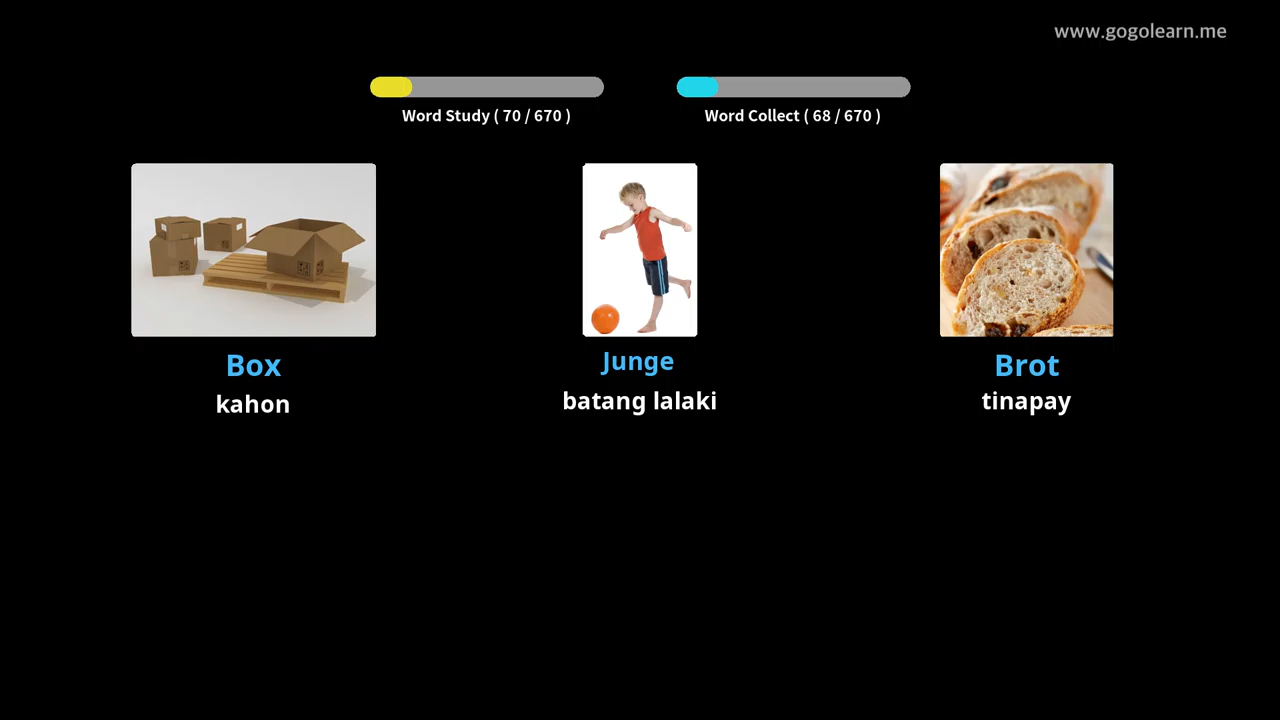 www.gogolearn.me
Word Study ( 70 / 670 )
Word Collect ( 68 / 670 )
Box
kahon
Junge
batang lalaki
Brot
tinapay